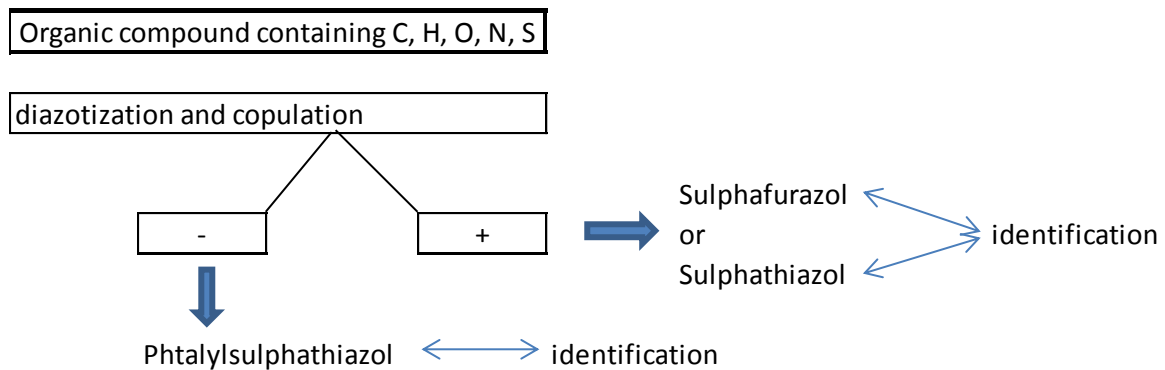 Organic compound containing C, H, O, N, S
diazotization and copulation
- +
Sulphafurazol
or
Sulphathiazol
identification
Phtalylsulphathiazol
identification